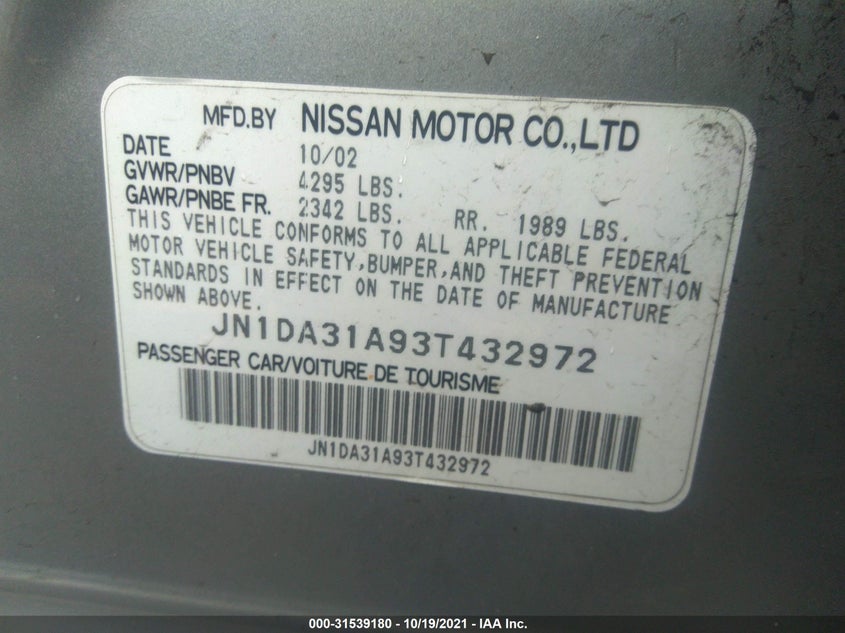 MFD.BY NISSAN MOTOR CO.,LTD
DATE 10/02
GVWR/PNBV 4295 LBS.
GAWR/PNBE FR. 2342 LBS. RR. 1989 LBS.
THIS VEHICLE CONFORMS TO ALL APPLICABLE FEDERAL
MOTOR VEHICLE SAFETY,BUMPER,AND THEFT PREVENTION
STANDARDS IN EFFECT ON THE DATE OF MANUFACTURE
SHOWN ABOVE.
JN1DA31A93T432972
PASSENGER CAR/VOITURE DE TOURISME
JN1DA31A93T432972
000-31539180 - 10/19/2021 - IAA Inc.